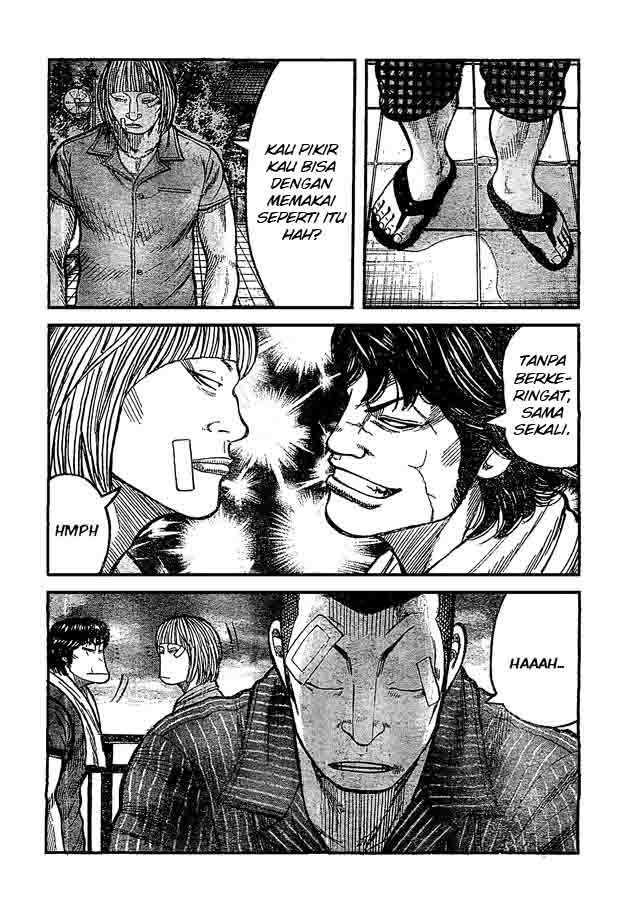 KAU PIKIR
KAU BISA
DENGAN
MEMAKAI
SEPERTI ITU
HAH?
TANPA
BERKE-
RINGAT,
SAMA
SEKALI.
HMPH
HAAAH..